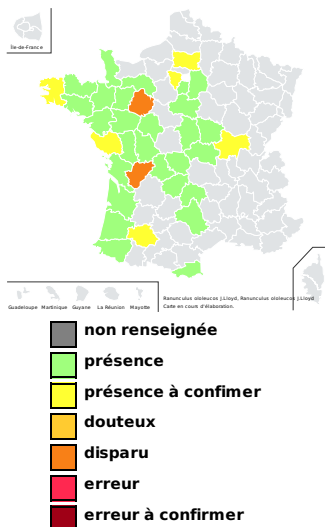 Île-de-France
Guadeloupe Martinique Guyane La Réunion Mayotte
Ranunculus ololeucos J.Lloyd, Ranunculus ololeucos J.Lloyd
Carte en cours d'élaboration.
non renseignée
présence
présence à confimer
douteux
disparu
erreur
erreur à confirmer